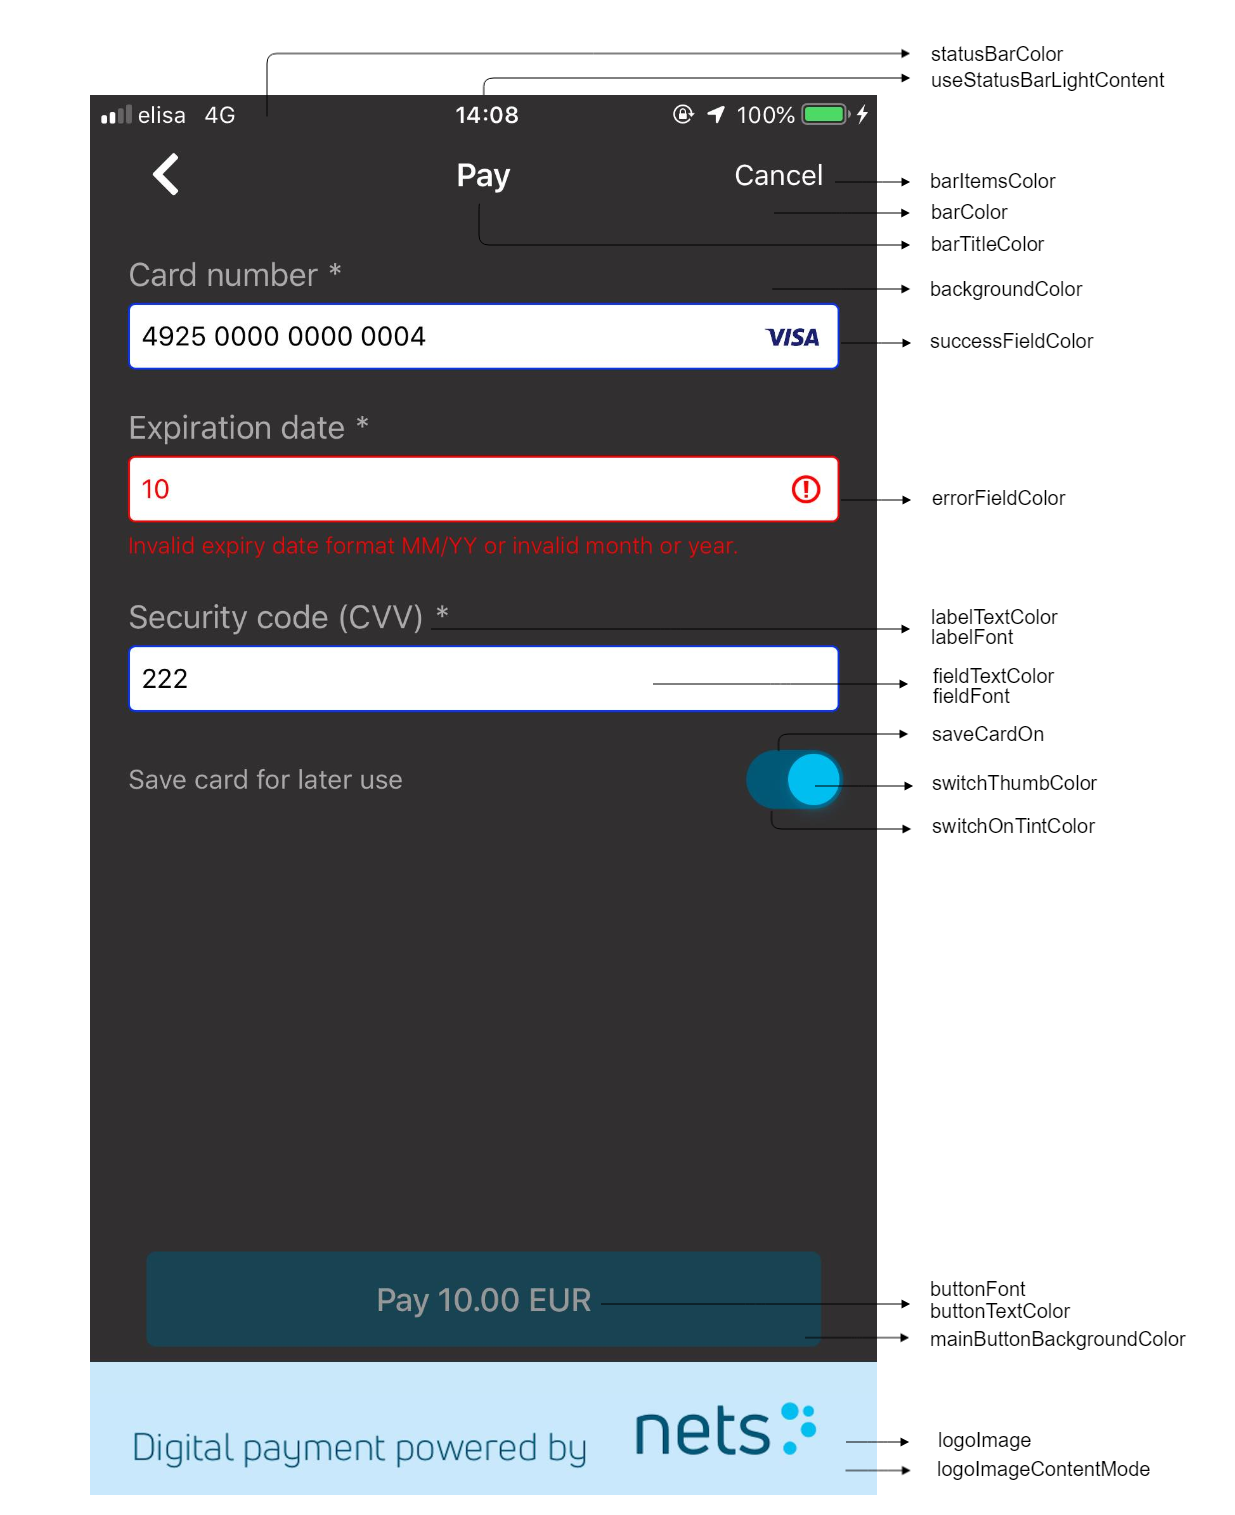 statusBarColor
useStatusBarLightContent
elisa 4G 14:08 100%
Pay Cancel
barItemsColor
barColor
barTitleColor
Card number *
backgroundColor
4925 0000 0000 0004 VISA
successFieldColor
Expiration date *
10
errorFieldColor
Invalid expiry date format MM/YY or invalid month or year.
Security code (CVV) *
labelTextColor
labelFont
222
fieldTextColor
fieldFont
saveCardOn
Save card for later use
switchThumbColor
switchOnTintColor
Pay 10.00 EUR
buttonFont
buttonTextColor
mainButtonBackgroundColor
Digital payment powered by nets
logoImage
logoImageContentMode